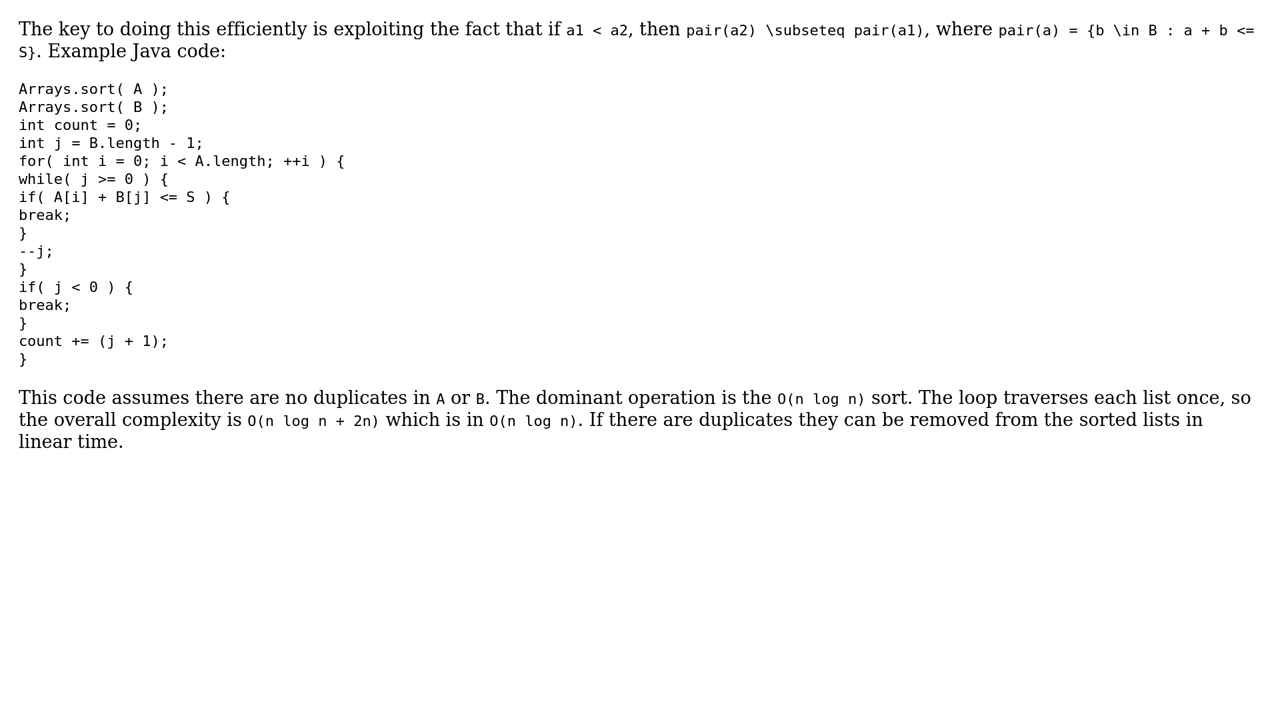 The key to doing this efficiently is exploiting the fact that if a1 < a2, then pair(a2) \subseteq pair(a1), where pair(a) = {b \in B : a + b <=
S}. Example Java code:
Arrays.sort( A );
Arrays.sort( B );
int count = 0;
int j = B.length - 1;
for( int i = 0; i < A.length; ++i ) {
while( j >= 0 ) {
if( A[i] + B[j] <= S ) {
break;
}
--j;
}
if( j < 0 ) {
break;
}
count += (j + 1);
}
This code assumes there are no duplicates in A or B. The dominant operation is the O(n log n) sort. The loop traverses each list once, so
the overall complexity is O(n log n + 2n) which is in O(n log n). If there are duplicates they can be removed from the sorted lists in
linear time.